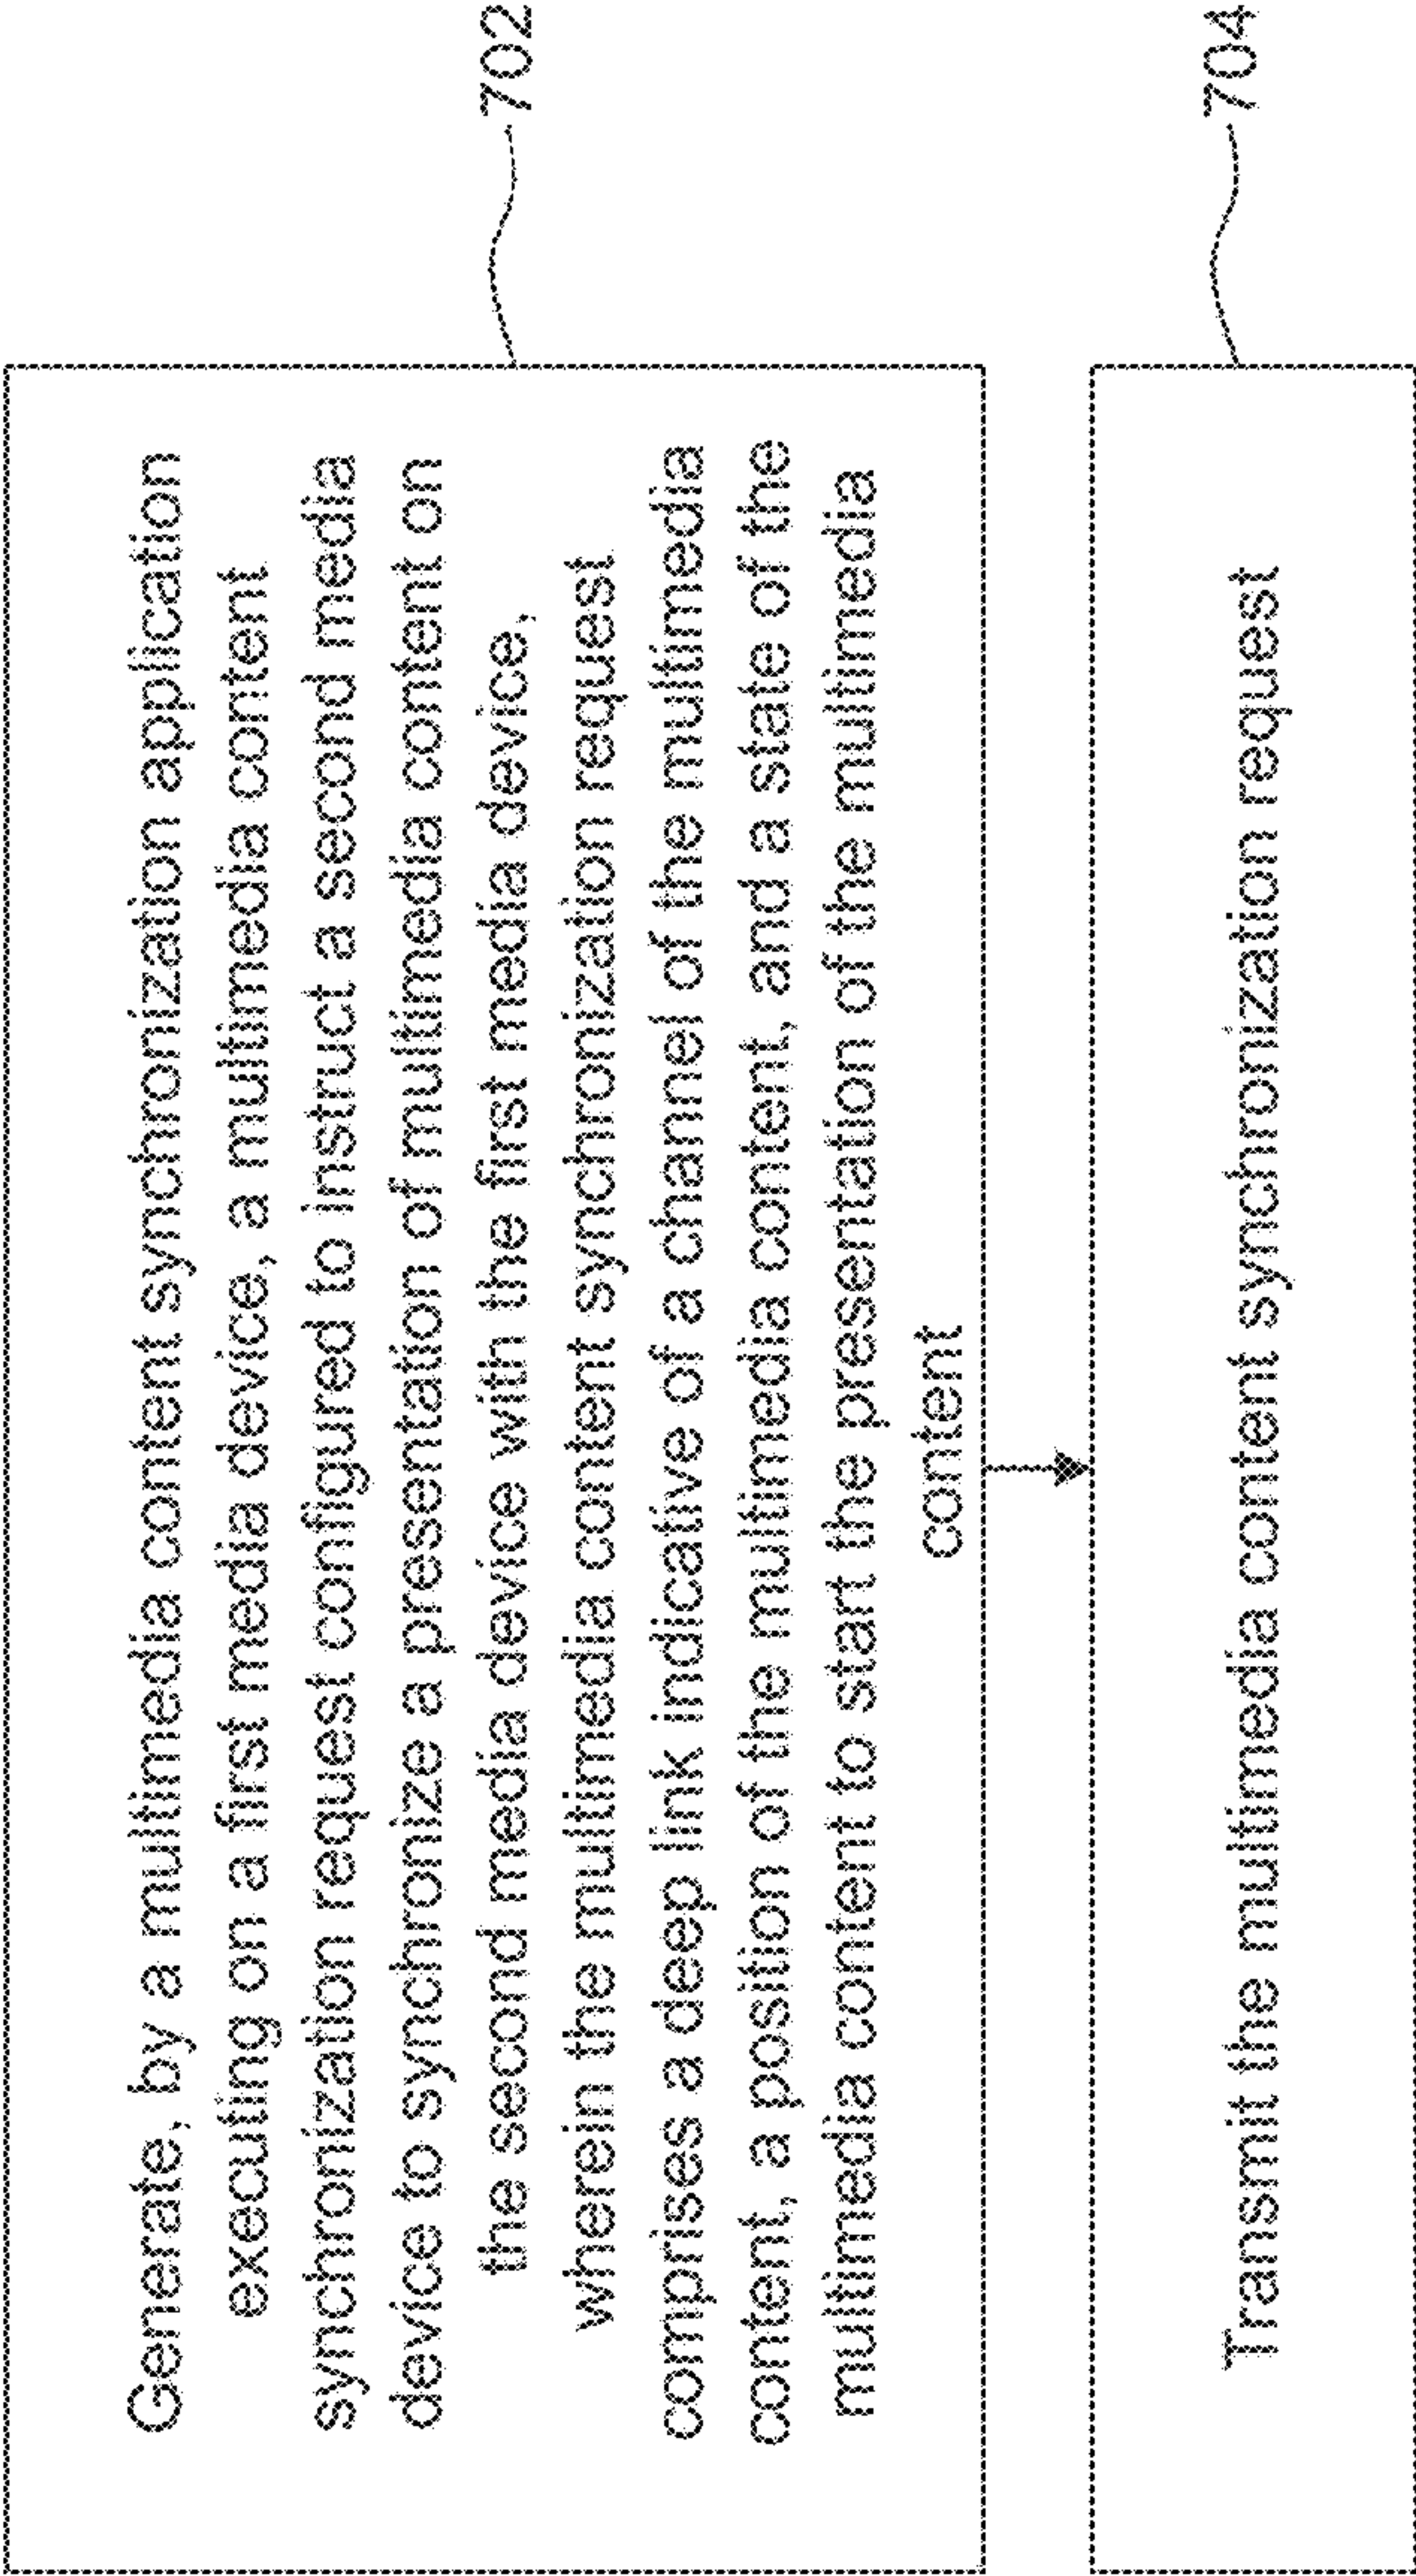 Generate, by a multimedia content synchronization application
executing on a first media device, a multimedia content
synchronization request configured to instruct a second media
device to synchronize a presentation of multimedia content on
the second media device with the first media device,
wherein the multimedia content synchronization request
comprises a deep link indicative of a channel of the multimedia
content, a position of the multimedia content, and a state of the
multimedia content to start the presentation of the multimedia
content
702
Transmit the multimedia content synchronization request
704